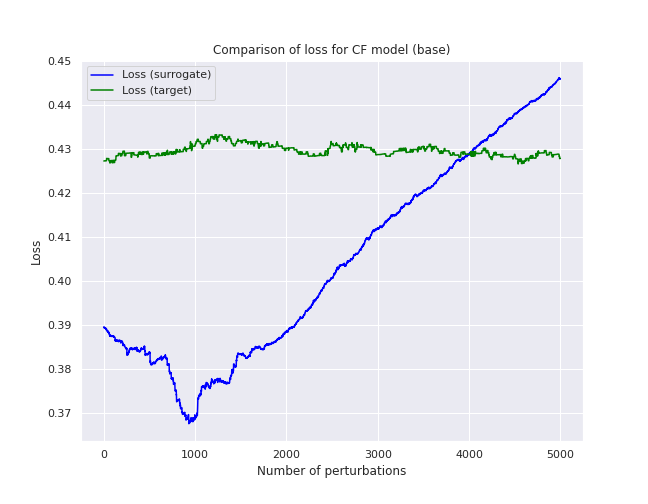 Comparison of loss for CF model (base)
Loss (surrogate)
Loss (target)
0.45
0.44
0.43
0.42
0.41
0.40
0.39
0.38
0.37
Loss
0 1000 2000 3000 4000 5000
Number of perturbations